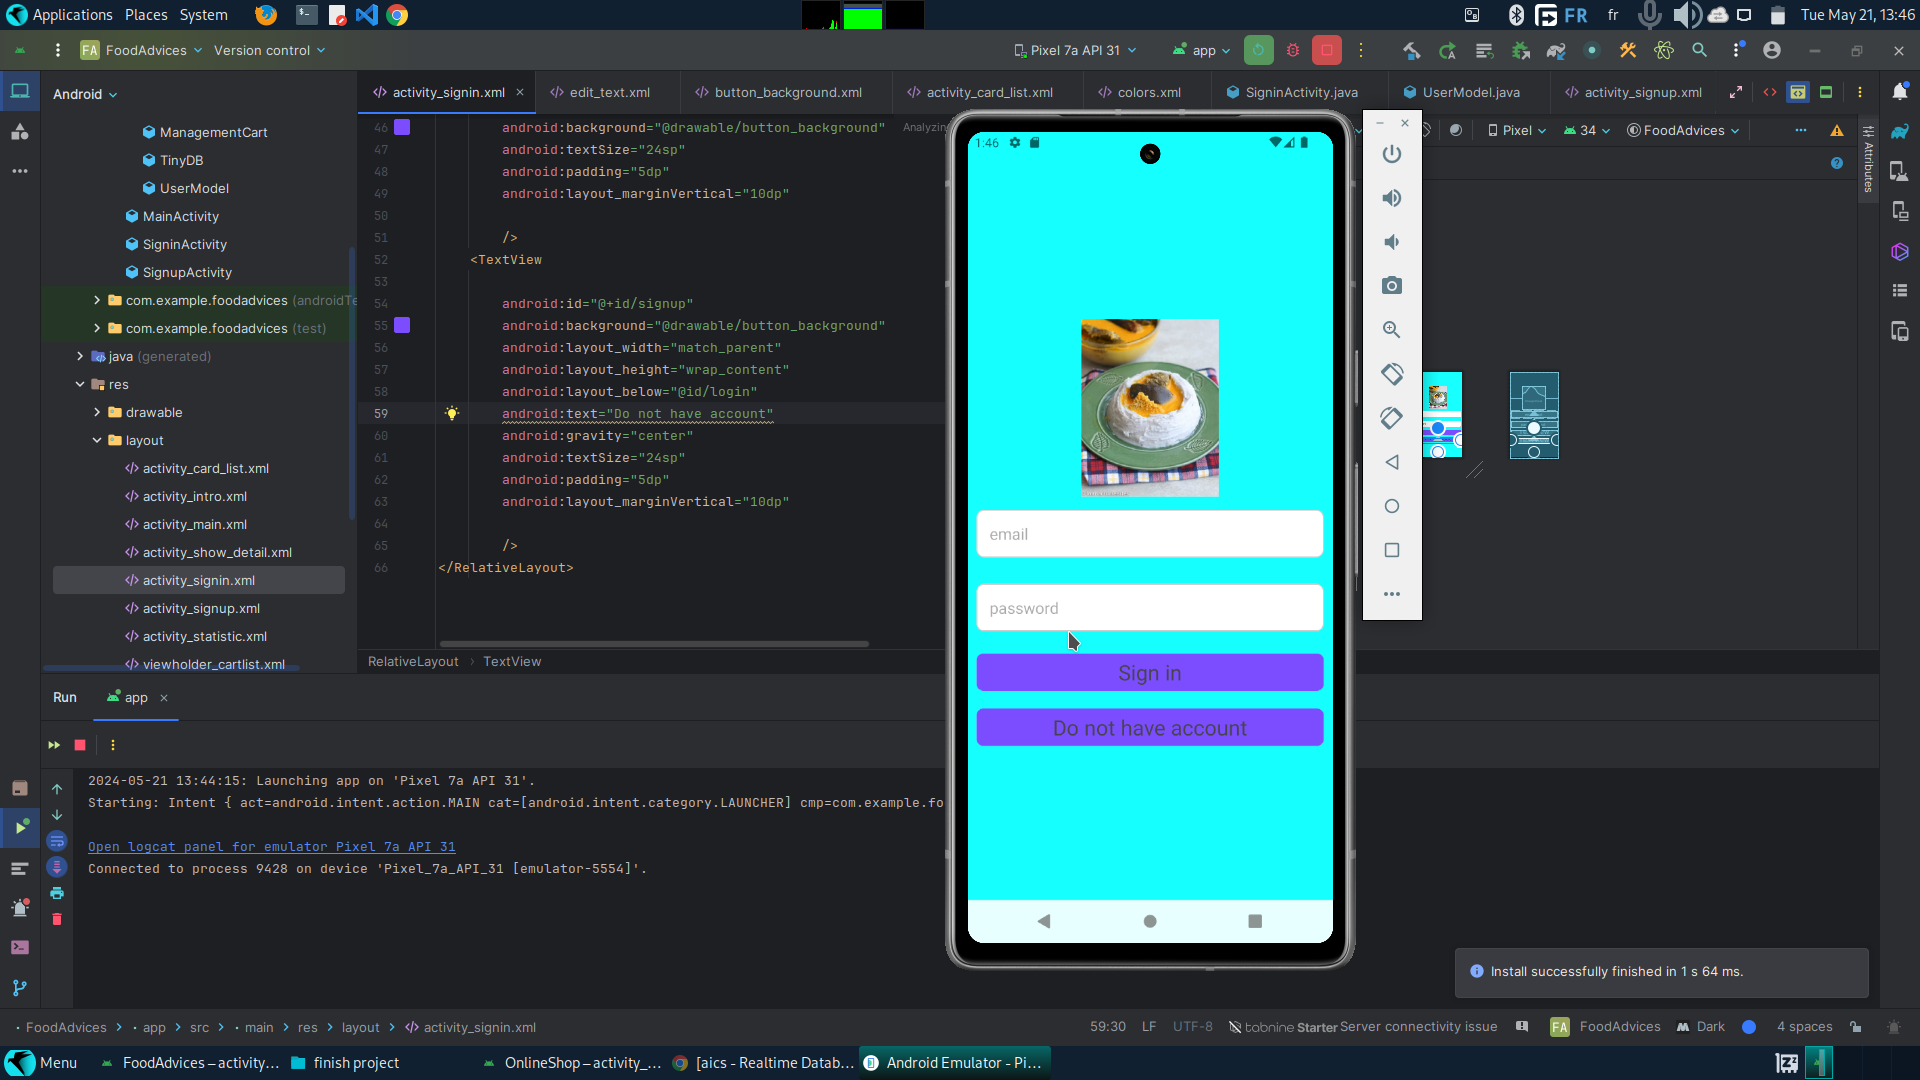 Applications Places System
FR fr Tue May 21, 13:46
FA FoodAdvices Version control Pixel 7a API 31 app
Android
activity_signin.xml edit_text.xml button_background.xml activity_card_list.xml colors.xml SigninActivity.java UserModel.java activity_signup.xml
ManagementCart
TinyDB
UserModel
MainActivity
SigninActivity
SignupActivity
com.example.foodadvices (androidTe
com.example.foodadvices (test)
java (generated)
res
drawable
layout
activity_card_list.xml
activity_intro.xml
activity_main.xml
activity_show_detail.xml
activity_signin.xml
activity_signup.xml
activity_statistic.xml
viewholder_cartlist.xml
46 android:background="@drawable/button_background" Analyzin
47 android:textSize="24sp"
48 android:padding="5dp"
49 android:layout_marginVertical="10dp"
50
51 />
52 <TextView
53
54 android:id="@+id/signup"
55 android:background="@drawable/button_background"
56 android:layout_width="match_parent"
57 android:layout_height="wrap_content"
58 android:layout_below="@id/login"
59 android:text="Do not have account"
60 android:gravity="center"
61 android:textSize="24sp"
62 android:padding="5dp"
63 android:layout_marginVertical="10dp"
64
65 />
66 </RelativeLayout>
RelativeLayout TextView
1:46
email
password
Sign in
Do not have account
Pixel 34 FoodAdvices
Attributes
Run app
2024-05-21 13:44:15: Launching app on 'Pixel 7a API 31'.
Starting: Intent { act=android.intent.action.MAIN cat=[android.intent.category.LAUNCHER] cmp=com.example.fo
Open logcat panel for emulator Pixel 7a API 31
Connected to process 9428 on device 'Pixel_7a_API_31 [emulator-5554]'.
Install successfully finished in 1 s 64 ms.
FoodAdvices app src main res layout activity_signin.xml 59:30 LF UTF-8 tabnine Starter Server connectivity issue FA FoodAdvices Dark 4 spaces
Menu FoodAdvices – activity... finish project OnlineShop – activity_... [aics - Realtime Datab... Android Emulator - Pi...